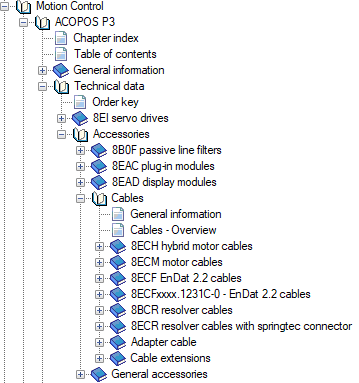 Motion Control
ACOPOS P3
Chapter index
Table of contents
General information
Technical data
Order key
8EI servo drives
Accessories
8B0F passive line filters
8EAC plug-in modules
8EAD display modules
Cables
General information
Cables - Overview
8ECH hybrid motor cables
8ECM motor cables
8ECF EnDat 2.2 cables
8ECFxxxx.1231C-0 - EnDat 2.2 cables
8BCR resolver cables
8ECR resolver cables with springtec connector
Adapter cable
Cable extensions
General accessories